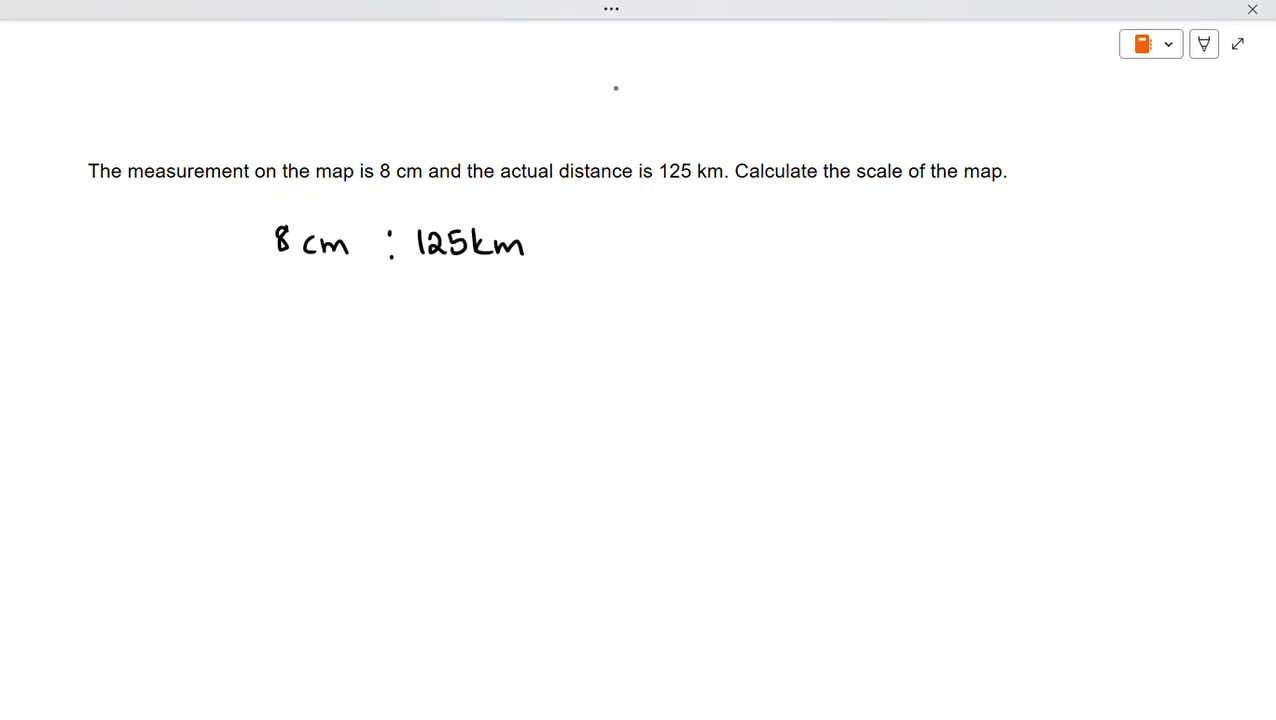 The measurement on the map is 8 cm and the actual distance is 125 km. Calculate the scale of the map.
8 cm : 125km